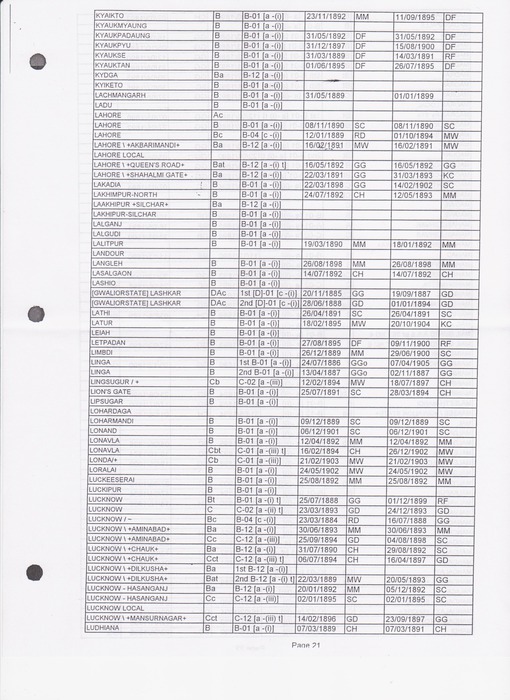 KYAIKTO B B-01 [a -(i)] 23/11/1892 MM 11/09/1895 DF
KYAUKMYAUNG B B-01 [a -(i)]
KYAUKPADAUNG B B-01 [a -(i)] 31/05/1892 DF 31/05/1892 DF
KYAUKPYU B B-01 [a -(i)] 31/12/1897 DF 15/08/1900 DF
KYAUKSE B B-01 [a -(i)] 31/03/1889 DF 14/03/1891 RF
KYAUKTAN B B-01 [a -(i)] 01/06/1895 DF 26/07/1895 DF
KYDGA Ba B-12 [a -(i)]
KYIKETO B B-01 [a -(i)]
LACHMANGARH B B-01 [a -(i)] 31/05/1889 01/01/1899
LADU B B-01 [a -(i)]
LAHORE Ac
LAHORE B B-01 [a -(i)] 08/11/1890 SC 08/11/1890 SC
LAHORE Bc B-04 [c -(i)] 12/01/1889 RD 01/10/1894 MW
LAHORE \ +AKBARIMANDI+ Ba B-12 [a -(i)] 16/02/1891 MW 16/02/1891 MW
LAHORE LOCAL
LAHORE \ +QUEEN'S ROAD+ Bat B-12 [a -(i) t] 16/05/1892 GG 16/05/1892 GG
LAHORE \ +SHAHALMI GATE+ Ba B-12 [a -(i)] 22/03/1891 GG 31/03/1893 KC
LAKADIA B B-01 [a -(i)] 22/03/1898 GG 14/02/1902 SC
LAKHIMPUR-NORTH B B-01 [a -(i)] 24/07/1892 CH 12/05/1893 MM
LAAKHIPUR +SILCHAR+ Ba B-12 [a -(i)]
LAKHIPUR-SILCHAR B B-01 [a -(i)]
LALGANJ B B-01 [a -(i)]
LALGUDI B B-01 [a -(i)]
LALITPUR B B-01 [a -(i)] 19/03/1890 MM 18/01/1892 MM
LANDOUR
LANGLEH B B-01 [a -(i)] 26/08/1898 MM 26/08/1898 MM
LASALGAON B B-01 [a -(i)] 14/07/1892 CH 14/07/1892 CH
LASHIO B B-01 [a -(i)]
[GWALIORSTATE] LASHKAR DAc 1st [D]-01 [c -(i)] 20/11/1885 GG 19/09/1887 GD
[GWALIORSTATE] LASHKAR DAc 2nd [D]-01 [c -(i)] 28/06/1888 GD 01/01/1894 GD
LATHI B B-01 [a -(i)] 26/04/1891 SC 26/04/1891 SC
LATUR B B-01 [a -(i)] 18/02/1895 MW 20/10/1904 KC
LEIAH B B-01 [a -(i)]
LETPADAN B B-01 [a -(i)] 27/08/1895 DF 09/11/1900 RF
LIMBDI B B-01 [a -(i)] 26/12/1889 MM 29/06/1900 SC
LINGA B 1st B-01 [a -(i)] 24/07/1886 GGo 07/04/1905 GG
LINGA B 2nd B-01 [a -(i)] 13/04/1887 GGo 02/11/1887 GG
LINGSUGUR / + Cb C-02 [a -(iii)] 12/02/1894 MW 18/07/1897 CH
LION'S GATE B B-01 [a -(i)] 25/07/1891 SC 28/03/1894 CH
LIPSUGAR B B-01 [a -(i)]
LOHARDAGA
LOHARMANDI B B-01 [a -(i)] 09/12/1889 SC 09/12/1889 SC
LONAND B B-01 [a -(i)] 06/12/1901 SC 06/12/1901 SC
LONAVLA B B-01 [a -(i)] 12/04/1892 MM 12/04/1892 MM
LONAVLA Cbt C-01 [a -(iii) t] 16/02/1894 CH 26/12/1902 MW
LONDA/+ Cb C-01 [a -(iii)] 21/02/1903 MW 21/02/1903 MW
LORALAI B B-01 [a -(i)] 24/05/1902 MW 24/05/1902 MW
LUCKEESERAI B B-01 [a -(i)] 25/08/1892 MM 25/08/1892 MM
LUCKIPUR B B-01 [a -(i)]
LUCKNOW Bt B-01 [a -(i) t] 25/07/1888 GG 01/12/1899 RF
LUCKNOW C C-02 [a -(ii) t] 23/03/1893 GD 24/12/1893 GD
LUCKNOW / ~ Bc B-04 [c -(i)] 23/03/1884 RD 16/07/1888 GG
LUCKNOW \ +AMINABAD+ Ba B-12 [a -(i)] 30/06/1893 MM 30/06/1893 MM
LUCKNOW \ +AMINABAD+ Cc C-12 [a -(iii)] 25/09/1894 GD 04/08/1898 SC
LUCKNOW \ +CHAUK+ Ba B-12 [a -(i)] 31/07/1890 CH 29/08/1892 SC
LUCKNOW \ +CHAUK+ Cct C-12 [a -(iii) t] 06/07/1894 CH 16/04/1897 GD
LUCKNOW \ +DILKUSHA+ Ba 1st B-12 [a -(i)]
LUCKNOW \ +DILKUSHA+ Bat 2nd B-12 [a -(i) t] 22/03/1889 MW 20/05/1893 GG
LUCKNOW - HASANGANJ Ba B-12 [a -(i)] 20/01/1892 MM 05/12/1892 SC
LUCKNOW - HASANGANJ Cc C-12 [a -(iii)] 02/01/1895 SC 02/01/1895 SC
LUCKNOW LOCAL
LUCKNOW \ +MANSURNAGAR+ Cct C-12 [a -(iii) t] 14/02/1896 GD 23/09/1897 GG
LUDHIANA B B-01 [a -(i)] 07/03/1889 CH 07/03/1891 CH
Page 21